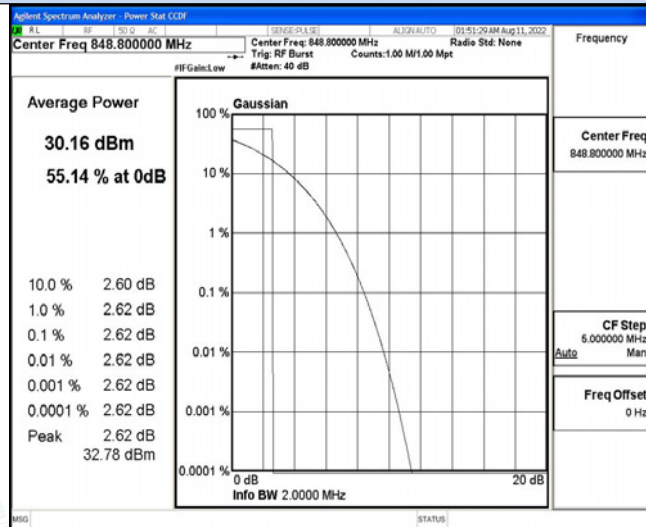 Agilent Spectrum Analyzer - Power Stat CCDF
RL RF 50 Ω AC SENSE:PULSE ALIGN AUTO 01:51:29 AM Aug 11, 2022
Center Freq 848.800000 MHz
Center Freq: 848.800000 MHz Radio Std: None
Trig: RF Burst Counts:1.00 M/1.00 Mpt
#IFGain:Low #Atten: 40 dB
Frequency
Average Power
30.16 dBm
55.14 % at 0dB
10.0 % 2.60 dB
1.0 % 2.62 dB
0.1 % 2.62 dB
0.01 % 2.62 dB
0.001 % 2.62 dB
0.0001 % 2.62 dB
Peak 2.62 dB
32.78 dBm
Gaussian
100 %
10 %
1 %
0.1 %
0.01 %
0.001 %
0.0001 %
0 dB 20 dB
Info BW 2.0000 MHz
Center Freq
848.800000 MHz
CF Step
5.000000 MHz
Auto Man
Freq Offset
0 Hz
MSG STATUS